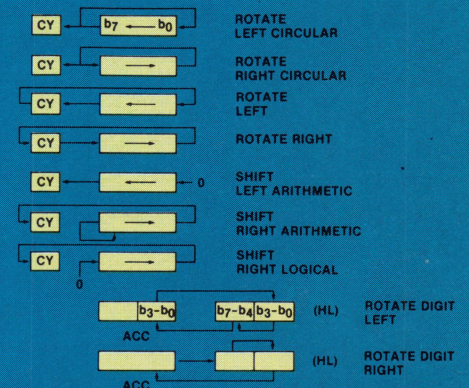 CY b7 b0 ROTATE
LEFT CIRCULAR
CY ROTATE
RIGHT CIRCULAR
CY ROTATE
LEFT
CY ROTATE RIGHT
CY 0 SHIFT
LEFT ARITHMETIC
CY SHIFT
RIGHT ARITHMETIC
CY SHIFT
0 RIGHT LOGICAL
b3-b0 b7-b4 b3-b0 (HL) ROTATE DIGIT
LEFT
ACC
(HL) ROTATE DIGIT
RIGHT
ACC